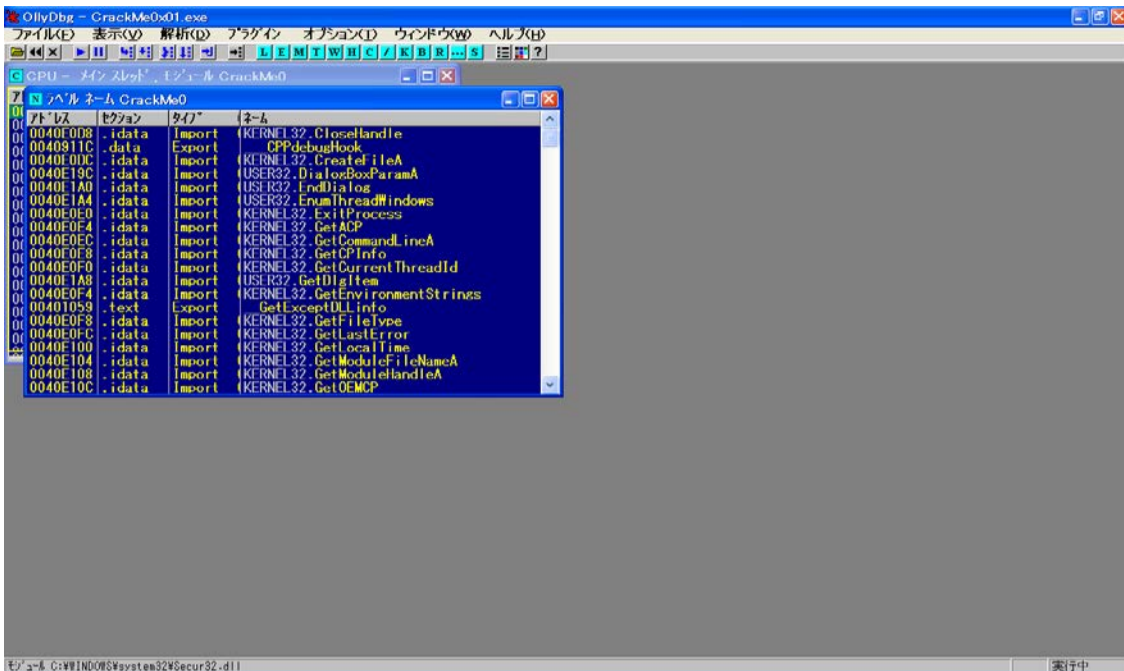 OllyDbg - CrackMe0x01.exe
ファイル(F) 表示(V) 解析(D) プラグイン オプション(T) ウィンドウ(W) ヘルプ(H)
L E M T W H C / K B R ... S ?
C CPU - メイン スレッド, モジュール CrackMe0
N ラベル ネーム CrackMe0
アドレス セクション タイプ ( ネーム
0040E0D8 .idata Import (KERNEL32.CloseHandle
0040911C .data Export __CPPdebugHook
0040E0DC .idata Import (KERNEL32.CreateFileA
0040E19C .idata Import (USER32.DialogBoxParamA
0040E1A0 .idata Import (USER32.EndDialog
0040E1A4 .idata Import (USER32.EnumThreadWindows
0040E0E0 .idata Import (KERNEL32.ExitProcess
0040E0E4 .idata Import (KERNEL32.GetACP
0040E0EC .idata Import (KERNEL32.GetCommandLineA
0040E0E8 .idata Import (KERNEL32.GetCPInfo
0040E0F0 .idata Import (KERNEL32.GetCurrentThreadId
0040E1A8 .idata Import (USER32.GetDlgItem
0040E0F4 .idata Import (KERNEL32.GetEnvironmentStrings
00401059 .text Export __GetExceptDLLinfo
0040E0F8 .idata Import (KERNEL32.GetFileType
0040E0FC .idata Import (KERNEL32.GetLastError
0040E100 .idata Import (KERNEL32.GetLocalTime
0040E104 .idata Import (KERNEL32.GetModuleFileNameA
0040E108 .idata Import (KERNEL32.GetModuleHandleA
0040E10C .idata Import (KERNEL32.GetOEMCP
モジュール C:¥WINDOWS¥system32¥Secur32.dll 実行中